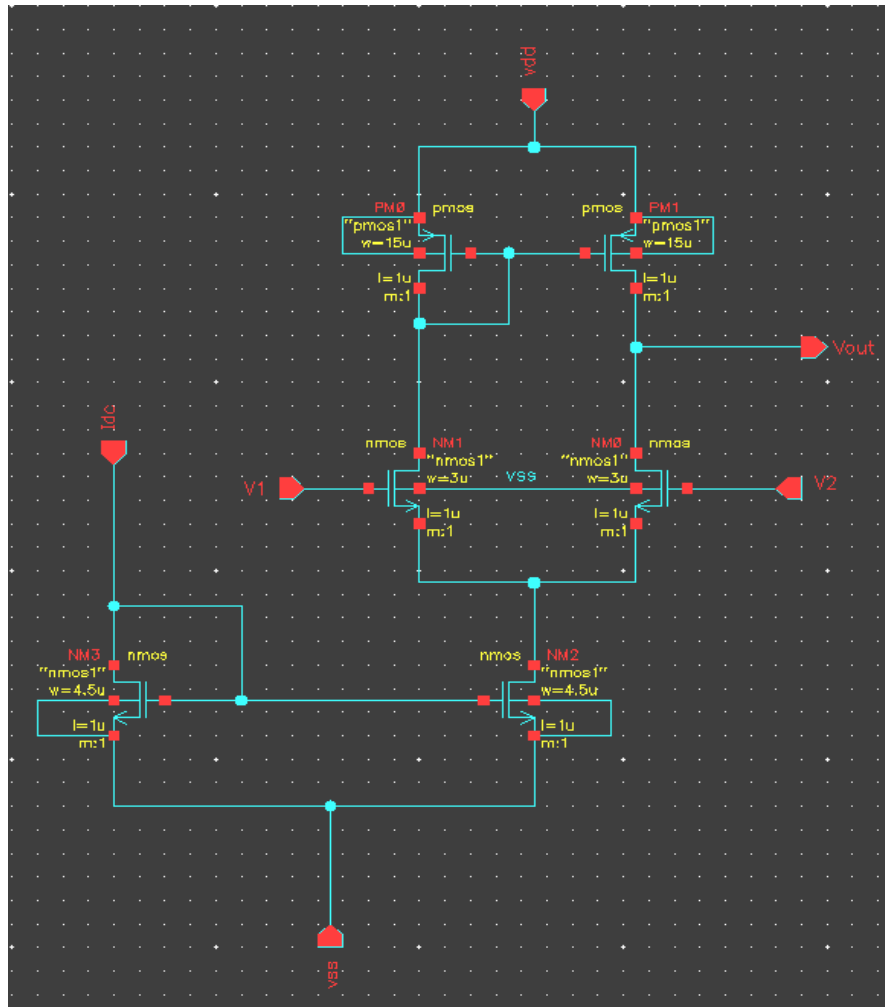 vdd
PM0 pmos
"pmos1"
w=15u
l=1u
m:1
pmos PM1
"pmos1"
w=15u
l=1u
m:1
Vout
Idc
nmos NM1
"nmos1"
w=3u
l=1u
m:1
V1
vss
NM0 nmos
"nmos1"
w=3u
l=1u
m:1
V2
NM3 nmos
"nmos1"
w=4.5u
l=1u
m:1
nmos NM2
"nmos1"
w=4.5u
l=1u
m:1
vss